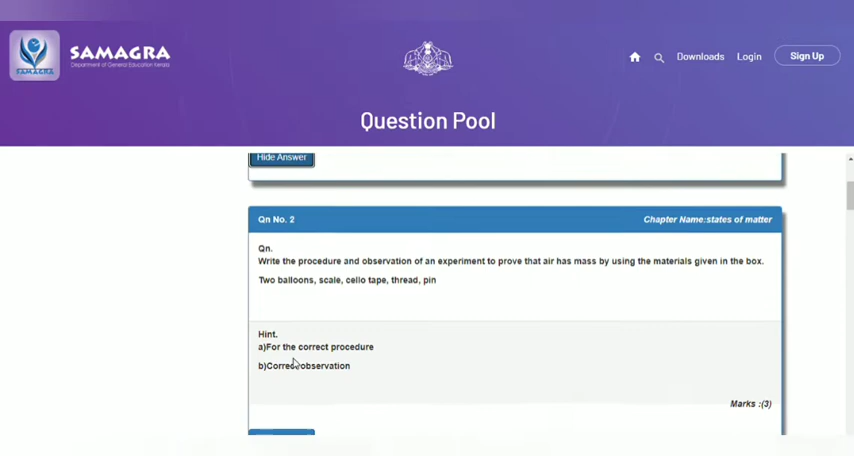 SAMAGRA
Department of General Education Kerala
SAMAGRA
Downloads Login Sign Up
Question Pool
Hide Answer
Qn No. 2 Chapter Name:states of matter
Qn.
Write the procedure and observation of an experiment to prove that air has mass by using the materials given in the box.
Two balloons, scale, cello tape, thread, pin
Hint.
a)For the correct procedure
b)Correct observation
Marks :(3)